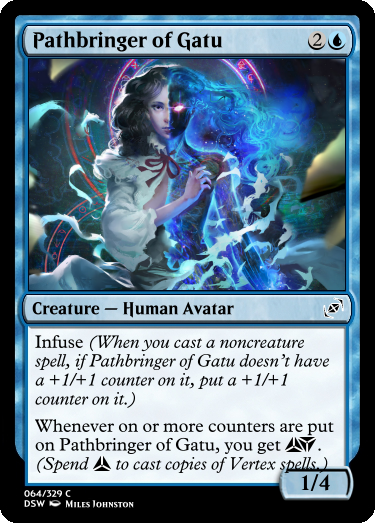 Pathbringer of Gatu 2
Creature — Human Avatar
Infuse (When you cast a noncreature
spell, if Pathbringer of Gatu doesn't have
a +1/+1 counter on it, put a +1/+1
counter on it.)
Whenever on or more counters are put
on Pathbringer of Gatu, you get .
(Spend to cast copies of Vertex spells.)
1/4
064/329 C
DSW Miles Johnston